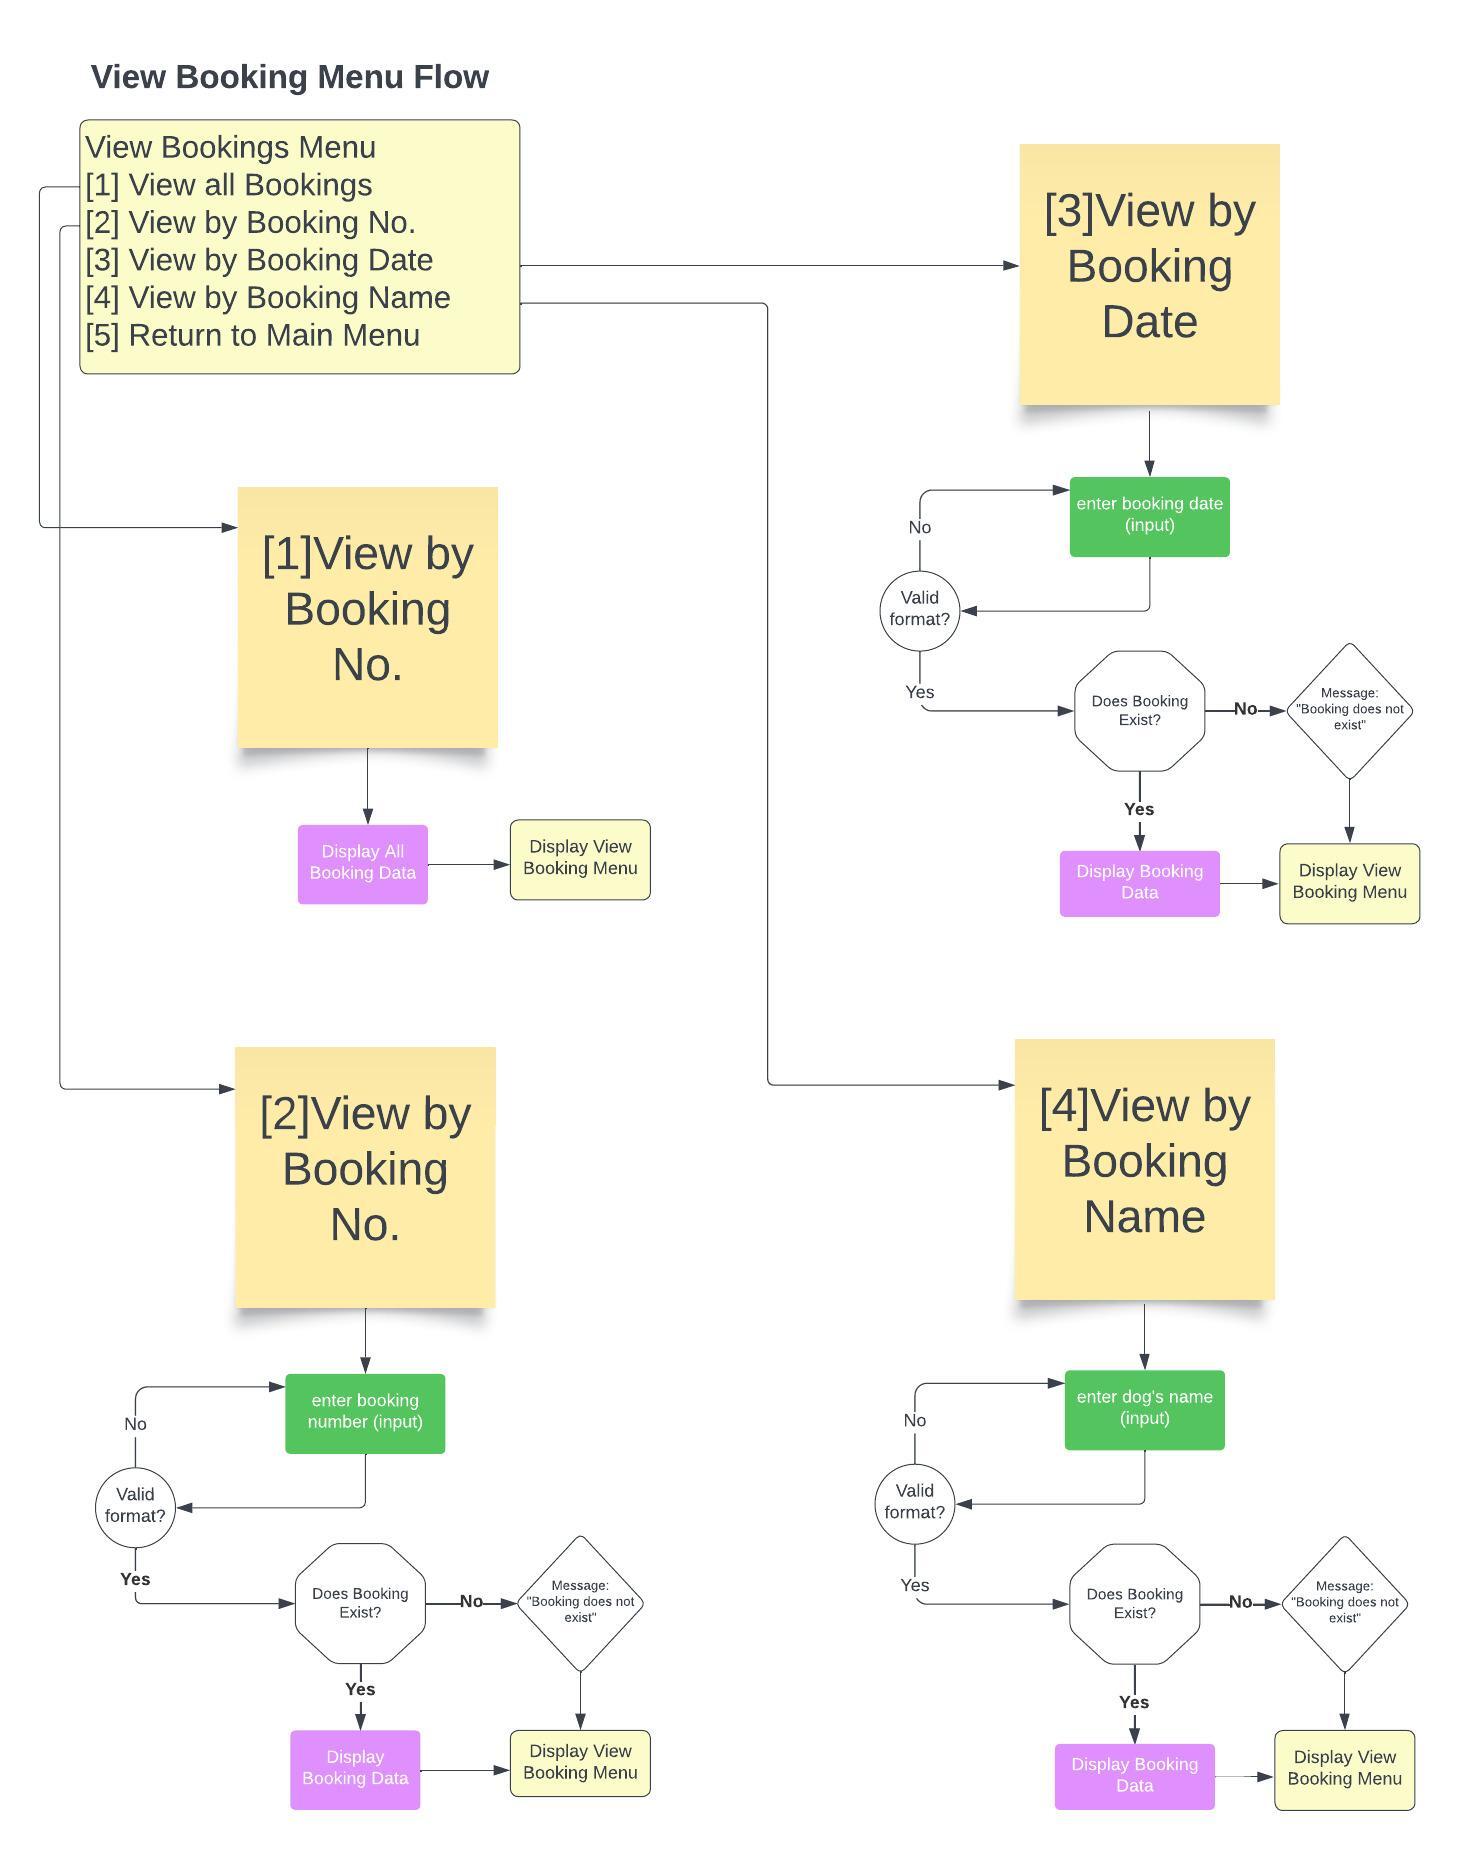 View Booking Menu Flow
View Bookings Menu
[1] View all Bookings
[2] View by Booking No.
[3] View by Booking Date
[4] View by Booking Name
[5] Return to Main Menu
[3]View by
Booking
Date
enter booking date
(input)
No
Valid
format?
Yes
Does Booking
Exist?
No
Message:
"Booking does not
exist"
Yes
Display Booking
Data
Display View
Booking Menu
[1]View by
Booking
No.
Display All
Booking Data
Display View
Booking Menu
[2]View by
Booking
No.
enter booking
number (input)
No
Valid
format?
Yes
Does Booking
Exist?
No
Message:
"Booking does not
exist"
Yes
Display
Booking Data
Display View
Booking Menu
[4]View by
Booking
Name
enter dog's name
(input)
No
Valid
format?
Yes
Does Booking
Exist?
No
Message:
"Booking does not
exist"
Yes
Display Booking
Data
Display View
Booking Menu